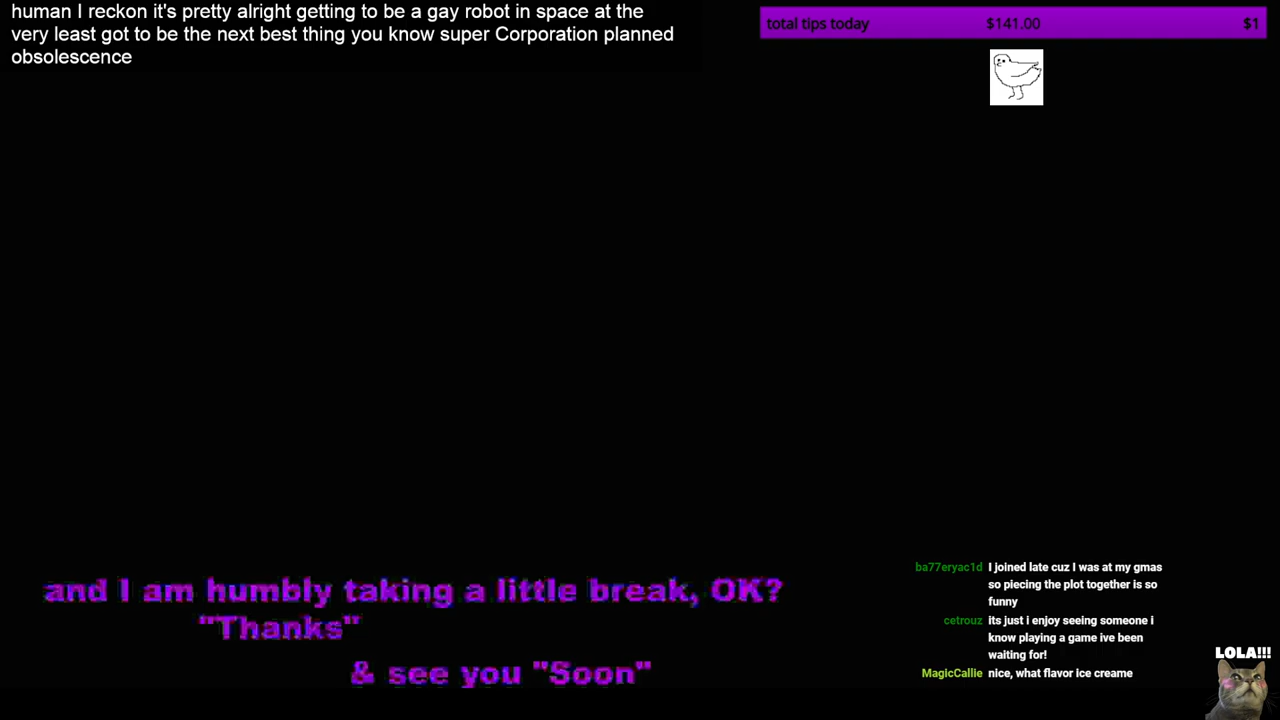 human I reckon it's pretty alright getting to be a gay robot in space at the
very least got to be the next best thing you know super Corporation planned
obsolescence
total tips today $141.00 $1
and I am humbly taking a little break, OK?
"Thanks"
& see you "Soon"
ba77eryac1d I joined late cuz I was at my gmas
so piecing the plot together is so
funny
cetrouz its just i enjoy seeing someone i
know playing a game ive been
waiting for!
MagicCallie nice, what flavor ice creame
LOLA!!!